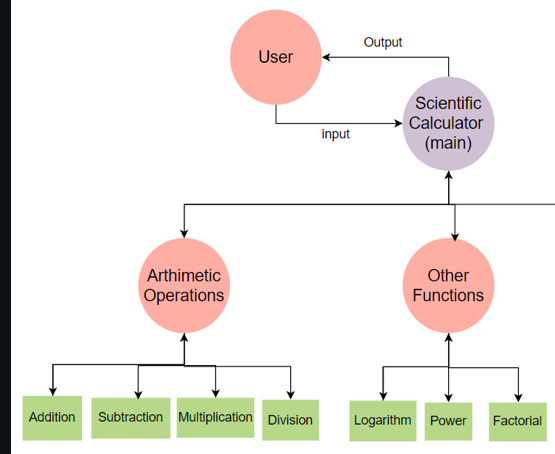 Output
User
Scientific
Calculator
(main)
input
Arthimetic
Operations
Other
Functions
Addition
Subtraction
Multiplication
Division
Logarithm
Power
Factorial